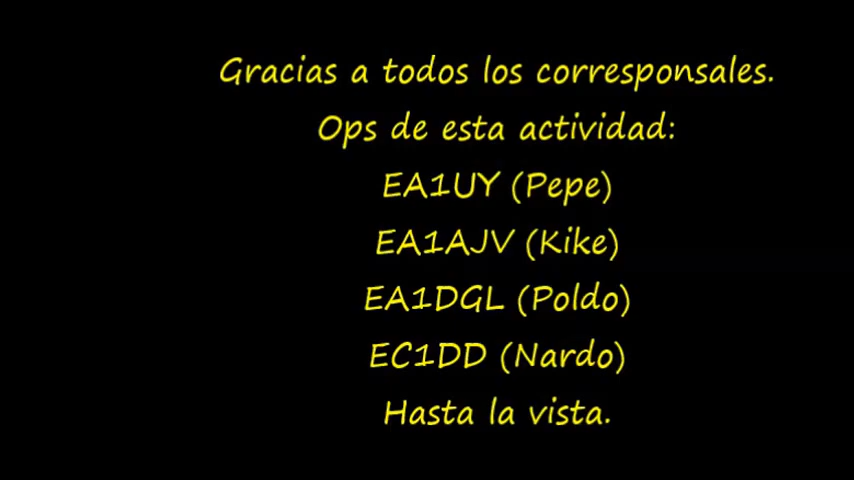 Gracias a todos los corresponsales.
Ops de esta actividad:
EA1UY (Pepe)
EA1AJV (Kike)
EA1DGL (Poldo)
EC1DD (Nardo)
Hasta la vista.